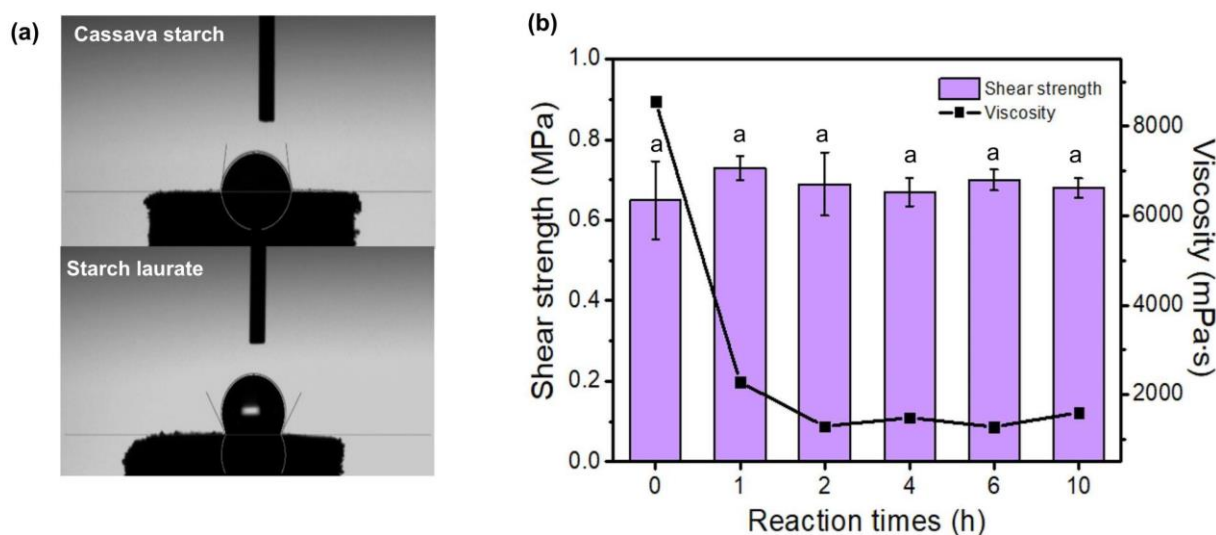 (a)
Cassava starch
Starch laurate
(b)
Shear strength
Viscosity
Shear strength (MPa)
1.0
0.8
0.6
0.4
0.2
0.0
a a a a a a
8000
6000
4000
2000
Viscosity (mPa·s)
0 1 2 4 6 10
Reaction times (h)